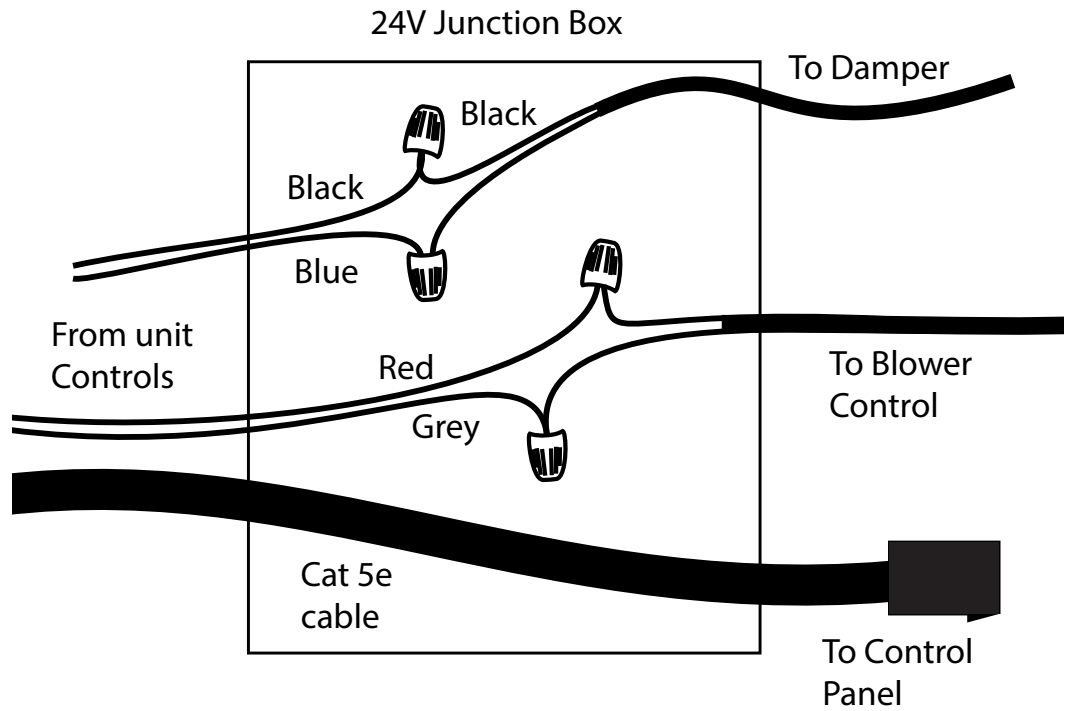 24V Junction Box
To Damper
Black
Black
Blue
From unit
Controls
Red
Grey
To Blower
Control
Cat 5e
cable
To Control
Panel